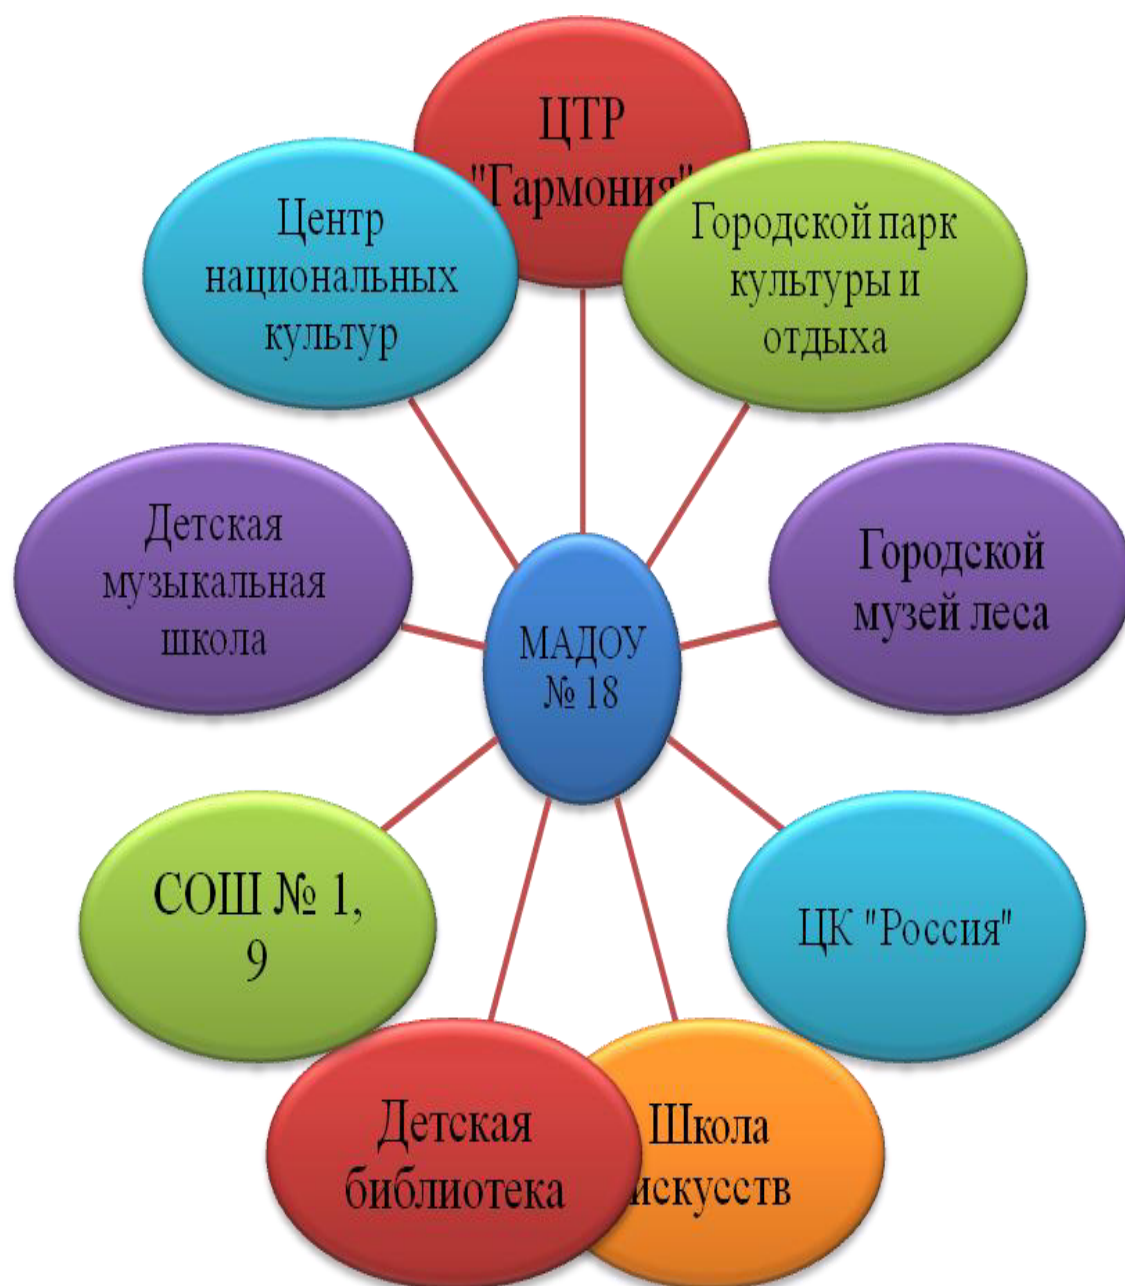 ЦТР
"Гармония"
Центр
национальных
культур
Городской парк
культуры и
отдыха
Детская
музыкальная
школа
Городской
музей леса
МАДОУ
№ 18
СОШ № 1,
9
ЦК "Россия"
Детская
библиотека
Школа
искусств